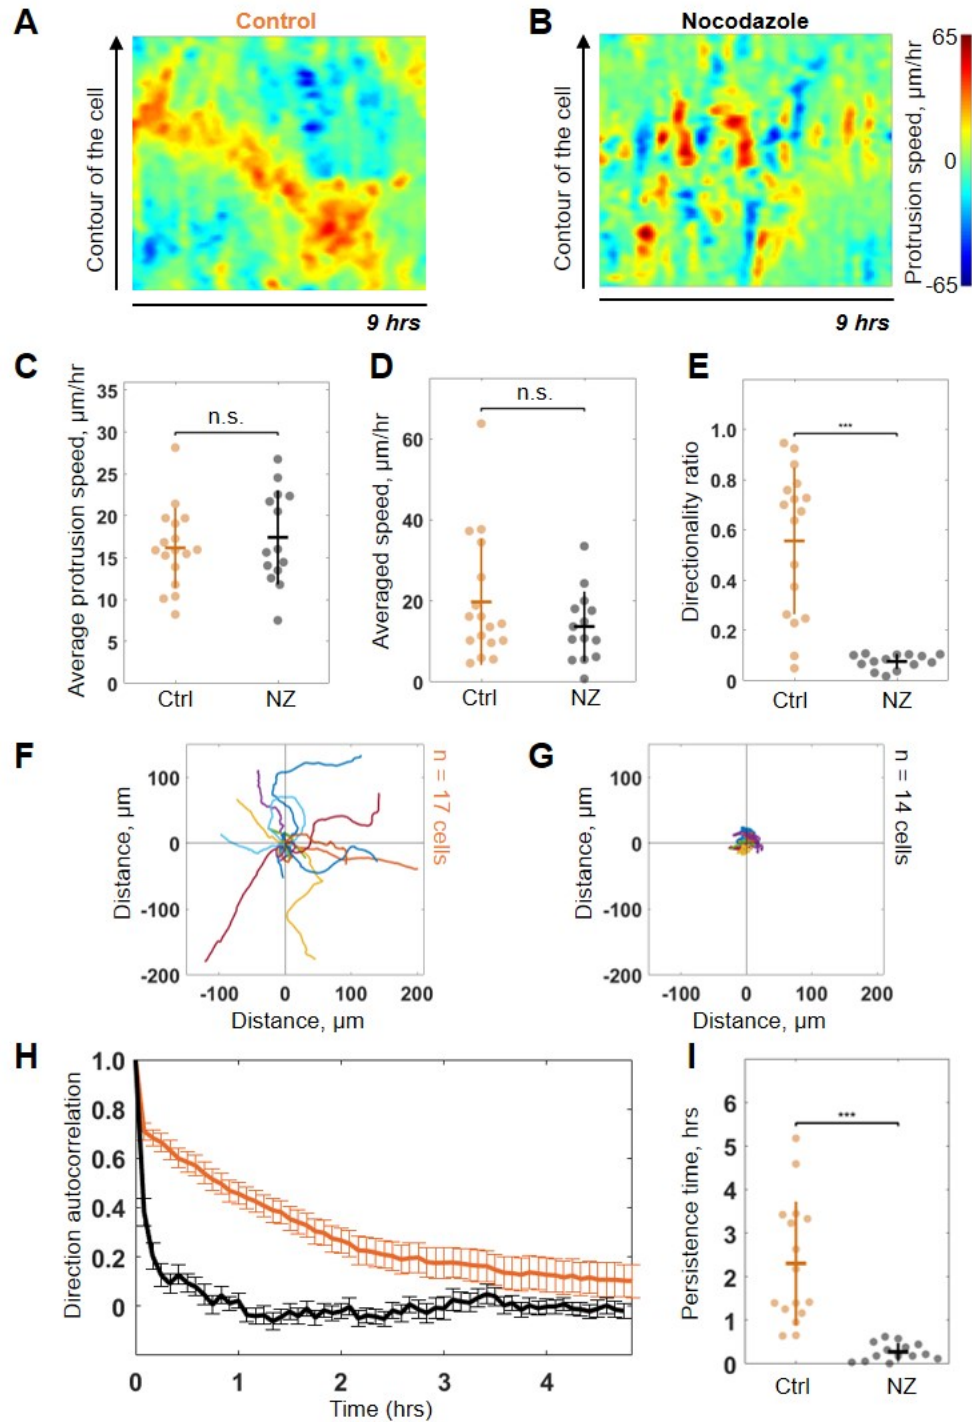 A
Control
Contour of the cell
9 hrs
B
Nocodazole
Contour of the cell
9 hrs
Protrusion speed, µm/hr
65
0
-65
C
Average protrusion speed, µm/hr
35
30
25
20
15
10
5
0
n.s.
Ctrl
NZ
D
Averaged speed, µm/hr
60
40
20
0
n.s.
Ctrl
NZ
E
Directionality ratio
1.0
0.8
0.6
0.4
0.2
0
***
Ctrl
NZ
F
Distance, µm
100
0
-100
-200
-100 0 100 200
Distance, µm
n = 17 cells
G
Distance, µm
100
0
-100
-200
-100 0 100 200
Distance, µm
n = 14 cells
H
Direction autocorrelation
1.0
0.8
0.6
0.4
0.2
0
0 1 2 3 4
Time (hrs)
I
Persistence time, hrs
6
5
4
3
2
1
0
***
Ctrl
NZ